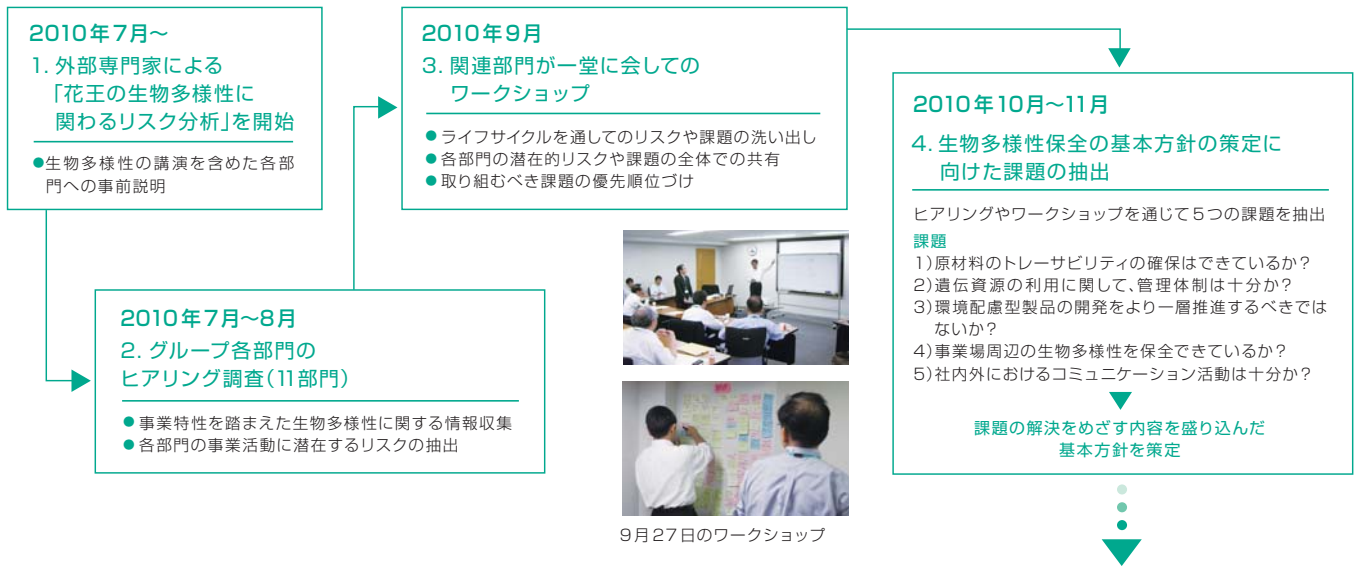 2010年7月〜
1. 外部専門家による
「花王の生物多様性に
関わるリスク分析」を開始
●生物多様性の講演を含めた各部
門への事前説明
2010年7月〜8月
2. グループ各部門の
ヒアリング調査(11部門)
● 事業特性を踏まえた生物多様性に関する情報収集
● 各部門の事業活動に潜在するリスクの抽出
2010年9月
3. 関連部門が一堂に会しての
ワークショップ
● ライフサイクルを通してのリスクや課題の洗い出し
● 各部門の潜在的リスクや課題の全体での共有
● 取り組むべき課題の優先順位づけ
9月27日のワークショップ
2010年10月〜11月
4. 生物多様性保全の基本方針の策定に
向けた課題の抽出
ヒアリングやワークショップを通じて5つの課題を抽出
課題
1)原材料のトレーサビリティの確保はできているか?
2)遺伝資源の利用に関して、管理体制は十分か?
3)環境配慮型製品の開発をより一層推進するべきでは
ないか?
4)事業場周辺の生物多様性を保全できているか?
5)社内外におけるコミュニケーション活動は十分か?
課題の解決をめざす内容を盛り込んだ
基本方針を策定